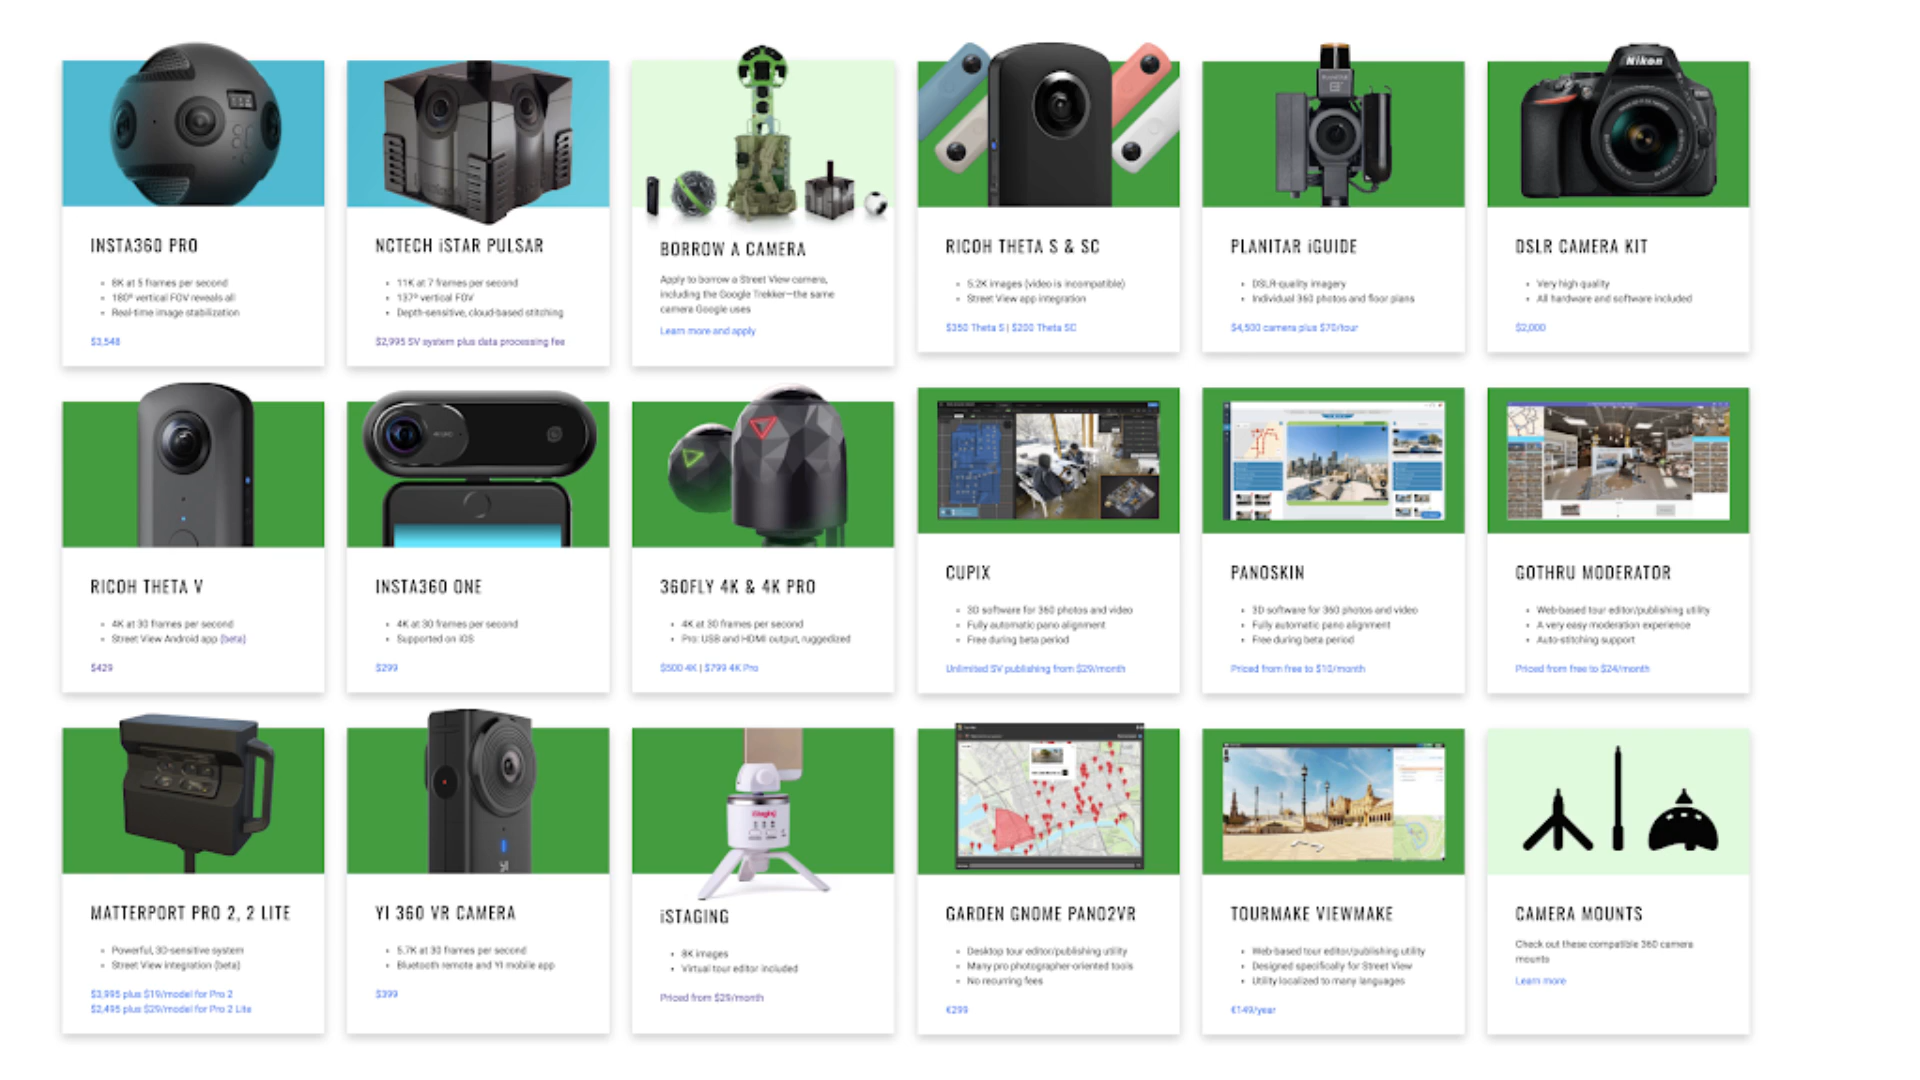 INSTA360 PRO
8K at 5 frames per second
180º vertical FOV reveals all
Real-time image stabilization
$3,548
NCTECH iSTAR PULSAR
11K at 7 frames per second
137º vertical FOV
Depth-sensitive, cloud-based stitching
$2,995 SV system plus data processing fee
BORROW A CAMERA
Apply to borrow a Street View camera,
including the Google Trekker—the same
camera Google uses
Learn more and apply
RICOH THETA S & SC
5.2K images (video is incompatible)
Street View app integration
$350 Theta S | $200 Theta SC
PLANITAR iGUIDE
DSLR-quality imagery
Individual 360 photos and floor plans
$4,500 camera plus $70/tour
Nikon
DSLR CAMERA KIT
Very high quality
All hardware and software included
$2,000
RICOH THETA V
4K at 30 frames per second
Street View Android app (beta)
$429
INSTA360 ONE
4K at 30 frames per second
Supported on iOS
$299
360FLY 4K & 4K PRO
4K at 30 frames per second
Pro: USB and HDMI output, ruggedized
$500 4K | $799 4K Pro
CUPIX
3D software for 360 photos and video
Fully automatic pano alignment
Free during beta period
Unlimited SV publishing from $29/month
PANOSKIN
3D software for 360 photos and video
Fully automatic pano alignment
Free during beta period
Priced from free to $10/month
GOTHRU MODERATOR
Web-based tour editor/publishing utility
A very easy moderation experience
Auto-stitching support
Priced from free to $24/month
MATTERPORT PRO 2, 2 LITE
Powerful, 3D-sensitive system
Street View integration (beta)
$3,995 plus $19/model for Pro 2
$2,495 plus $29/model for Pro 2 Lite
YI 360 VR CAMERA
5.7K at 30 frames per second
Bluetooth remote and YI mobile app
$399
iStaging
iSTAGING
8K images
Virtual tour editor included
Priced from $29/month
GARDEN GNOME PANO2VR
Desktop tour editor/publishing utility
Many pro photographer-oriented tools
No recurring fees
€299
TOURMAKE VIEWMAKE
Web-based tour editor/publishing utility
Designed specifically for Street View
Utility localized to many languages
€149/year
CAMERA MOUNTS
Check out these compatible 360 camera
mounts
Learn more